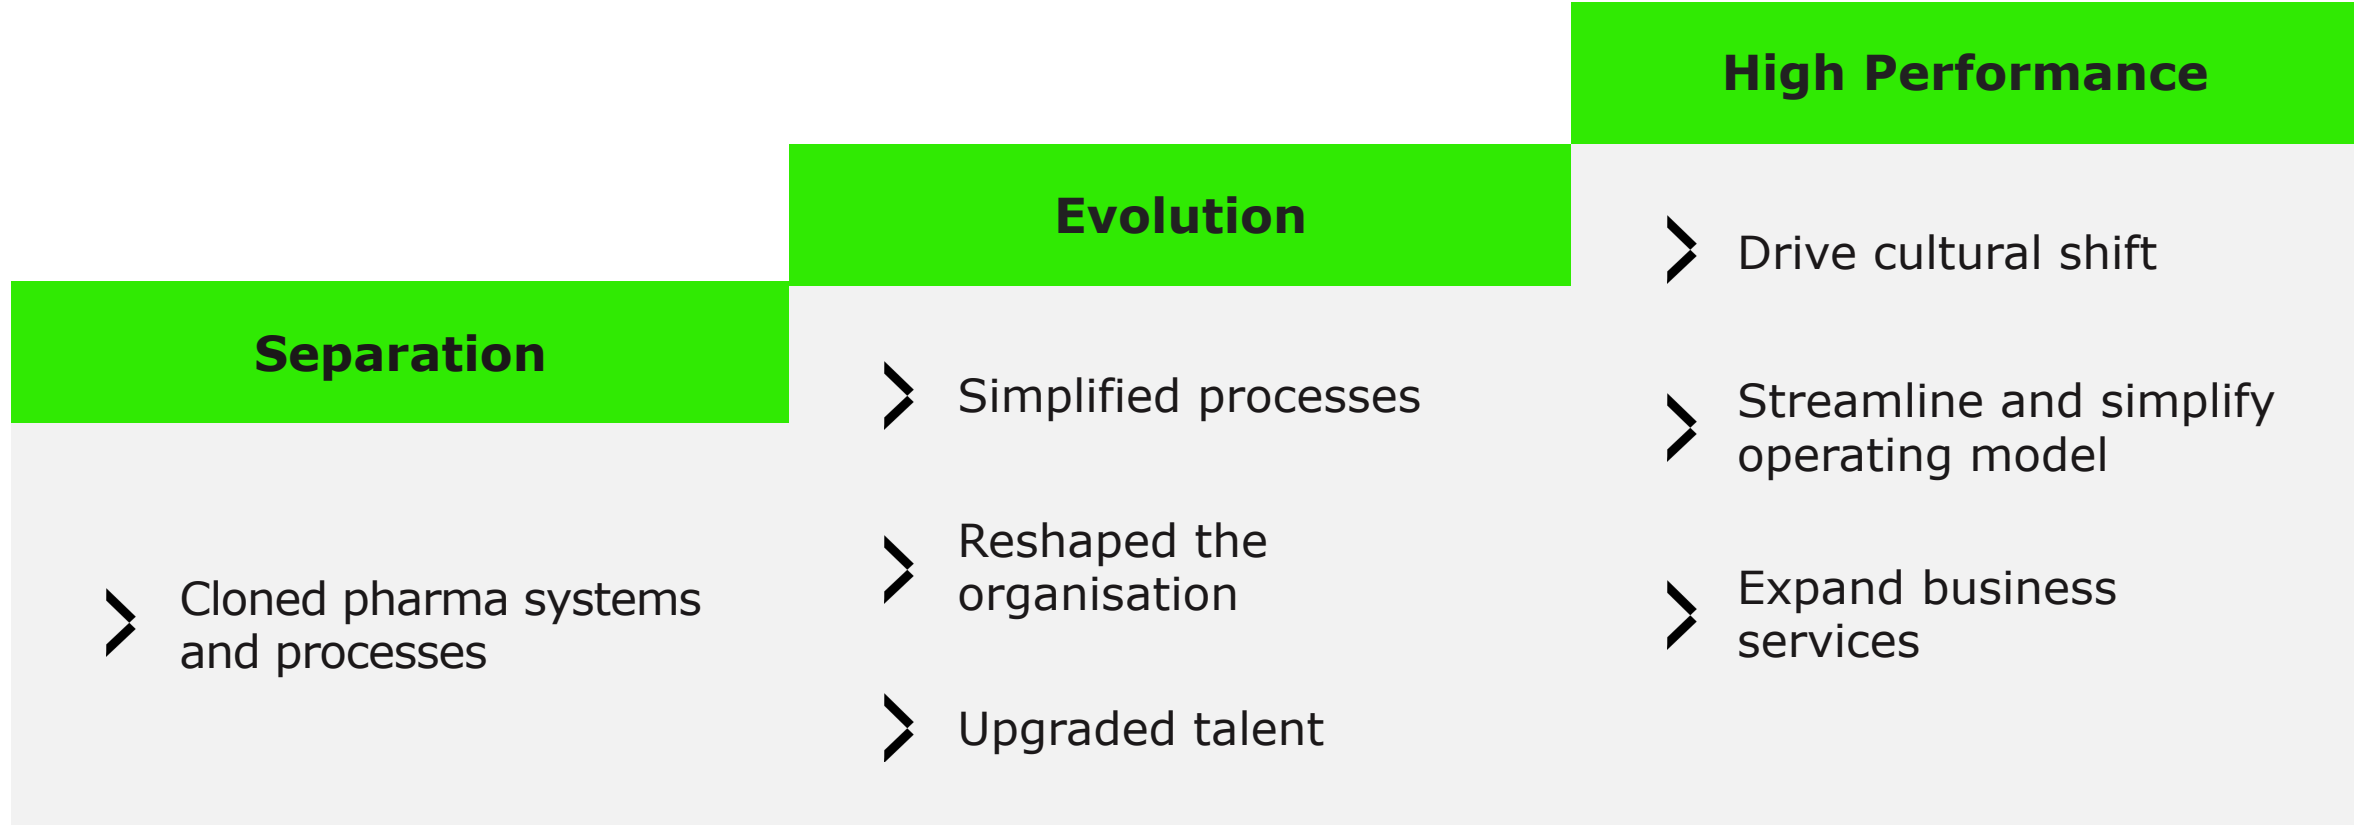 Separation
Cloned pharma systems
and processes
Evolution
Simplified processes
Reshaped the
organisation
Upgraded talent
High Performance
Drive cultural shift
Streamline and simplify
operating model
Expand business
services